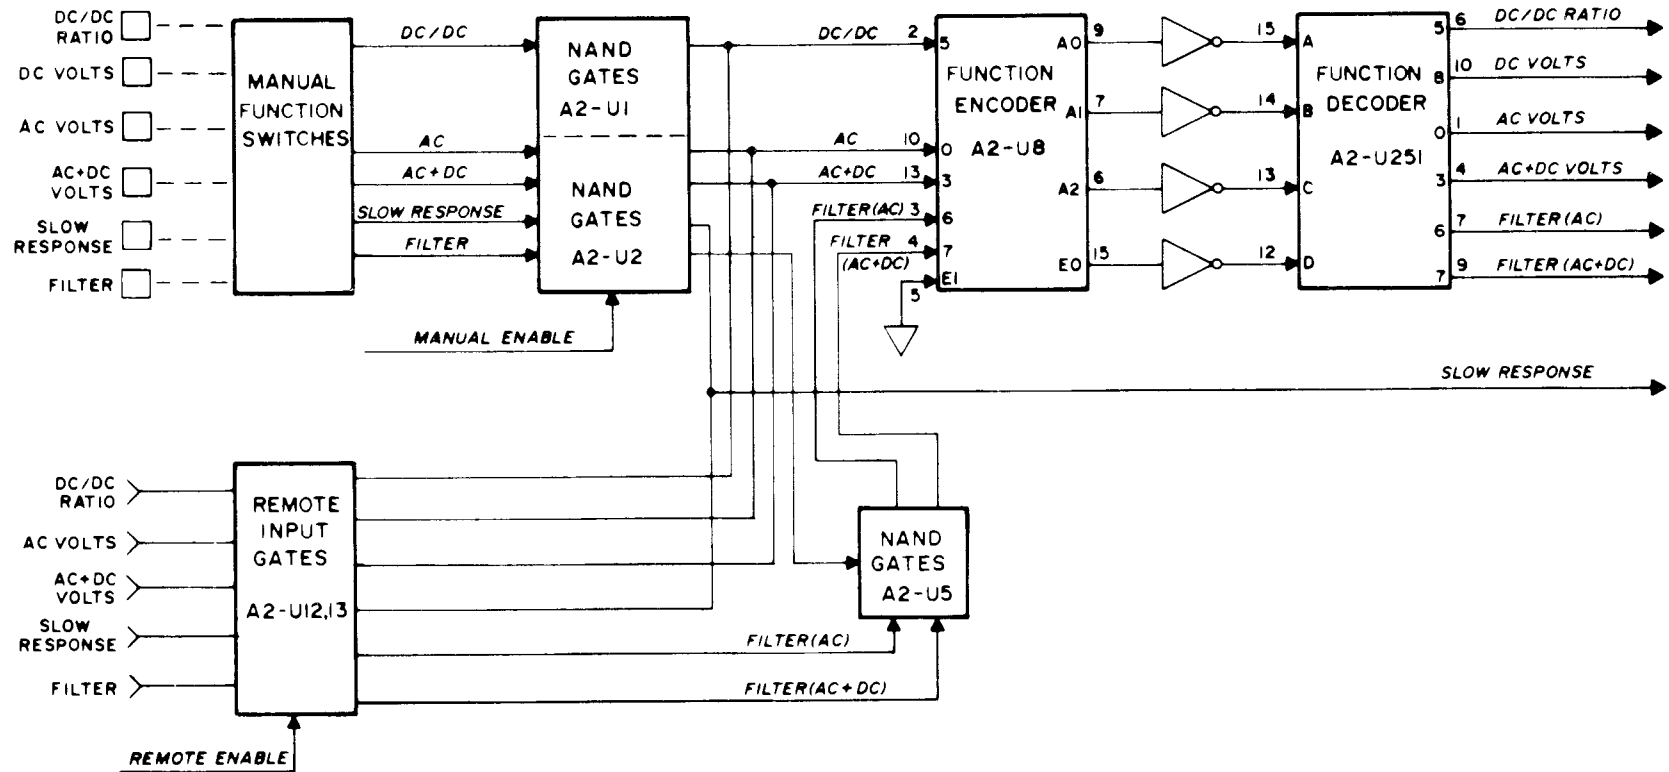 DC/DC
RATIO
DC VOLTS
AC VOLTS
AC+DC
VOLTS
SLOW
RESPONSE
FILTER
MANUAL
FUNCTION
SWITCHES
DC/DC
AC
AC+DC
SLOW RESPONSE
FILTER
NAND
GATES
A2-U1
NAND
GATES
A2-U2
MANUAL ENABLE
DC/DC 2
AC 10
AC+DC 13
FILTER(AC) 3
FILTER 4
(AC+DC)
5
5
0
3
6
7
E1
FUNCTION
ENCODER
A2-U8
A0 9
A1 7
A2 6
E0 15
15 A
14 B
13 C
12 D
FUNCTION
DECODER
A2-U251
5 6 DC/DC RATIO
8 10 DC VOLTS
0 1 AC VOLTS
3 4 AC+DC VOLTS
6 7 FILTER(AC)
7 9 FILTER(AC+DC)
SLOW RESPONSE
DC/DC
RATIO
AC VOLTS
AC+DC
VOLTS
SLOW
RESPONSE
FILTER
REMOTE
INPUT
GATES
A2-U12,13
REMOTE ENABLE
FILTER(AC)
FILTER(AC+DC)
NAND
GATES
A2-U5